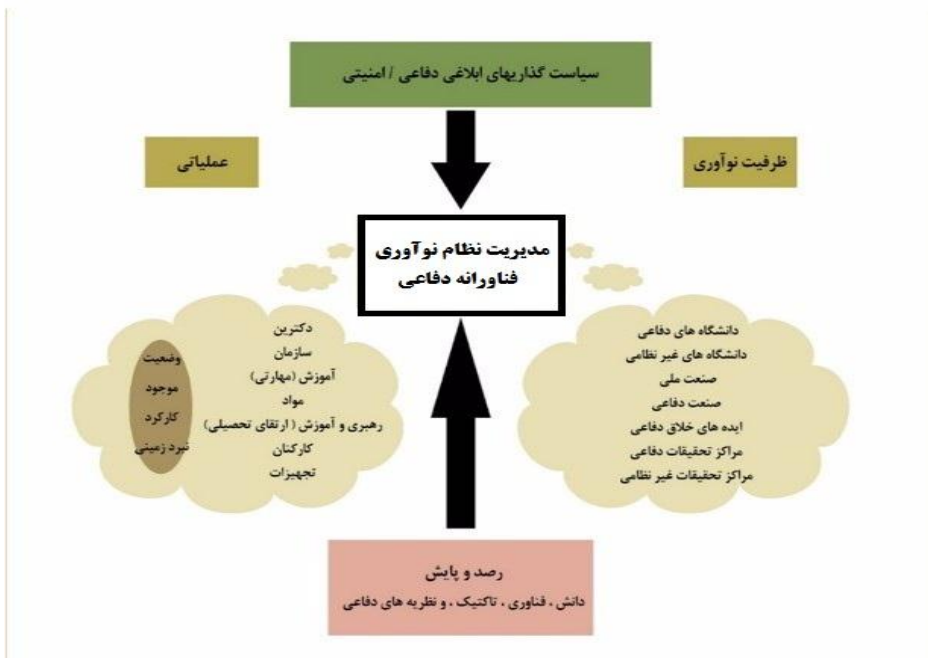 سیاست گذاریهای ابلاغی دفاعی / امنیتی
ظرفیت نوآوری
عملیاتی
مدیریت نظام نوآوری
فناورانه دفاعی
دانشگاه های دفاعی
دانشگاه های غیر نظامی
صنعت ملی
صنعت دفاعی
ایده های خلاق دفاعی
مراکز تحقیقات دفاعی
مراکز تحقیقات غیر نظامی
دکترین
سازمان
آموزش (مهارتی)
مواد
رهبری و آموزش ( ارتقای تحصیلی)
کارکنان
تجهیزات
وضعیت
موجود
کارکرد
نبرد زمینی
رصد و پایش
دانش ، فناوری ، تاکتیک ، و نظریه های دفاعی